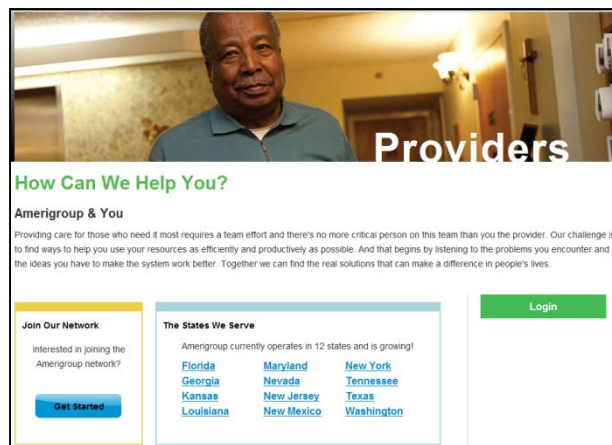 Providers
How Can We Help You?
Amerigroup & You
Providing care for those who need it most requires a team effort and there's no more critical person on this team than you the provider. Our challenge is
to find ways to help you use your resources as efficiently and productively as possible. And that begins by listening to the problems you encounter and
the ideas you have to make the system work better. Together we can find the real solutions that can make a difference in people's lives.
Join Our Network
Interested in joining the
Amerigroup network?
Get Started
The States We Serve
Amerigroup currently operates in 12 states and is growing!
Florida Maryland New York
Georgia Nevada Tennessee
Kansas New Jersey Texas
Louisiana New Mexico Washington
Login